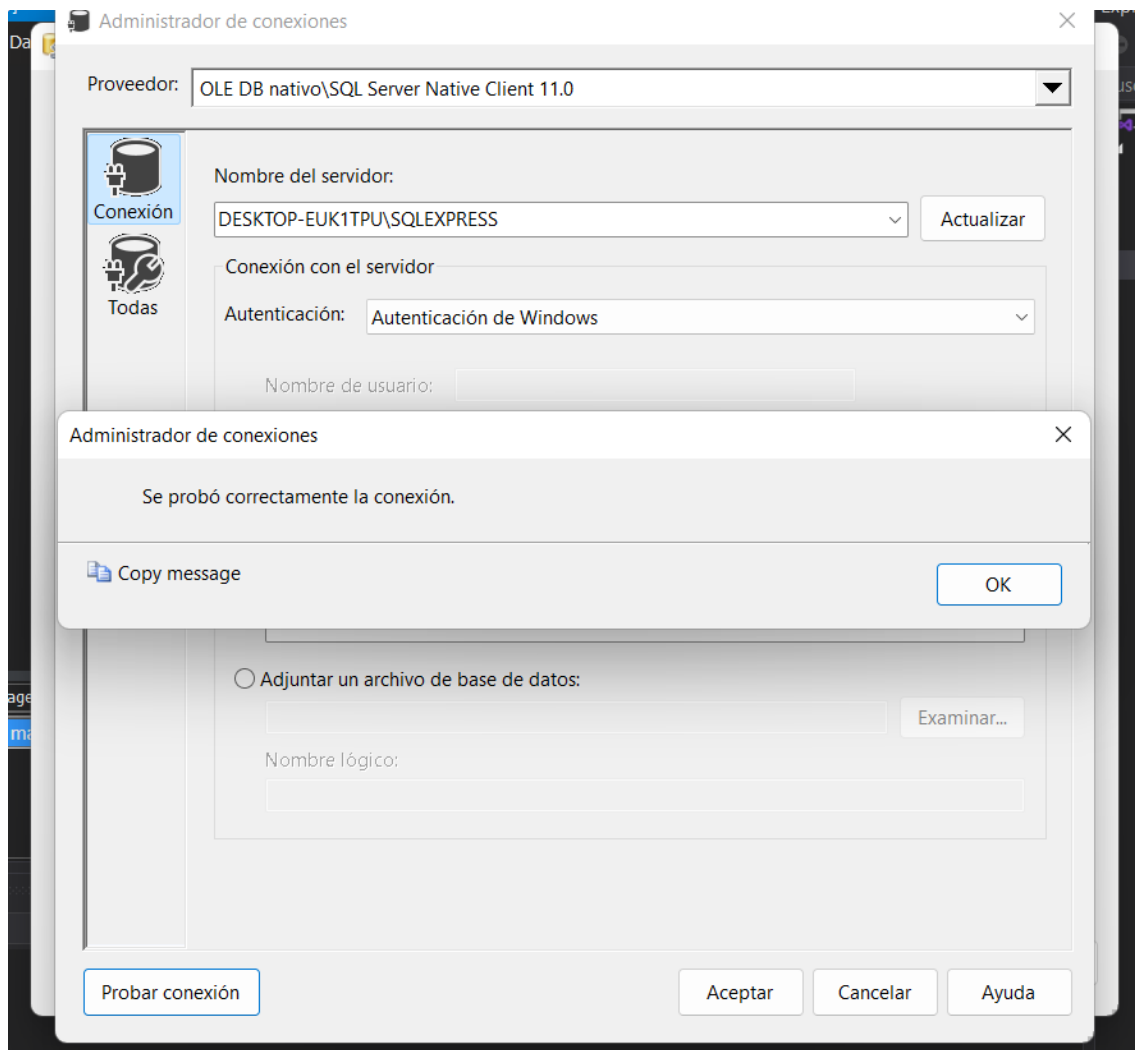 Administrador de conexiones
Da
Proveedor:
OLE DB nativo\SQL Server Native Client 11.0
Conexión
Todas
Nombre del servidor:
DESKTOP-EUK1TPU\SQLEXPRESS
Actualizar
Conexión con el servidor
Autenticación:
Autenticación de Windows
Nombre de usuario:
Administrador de conexiones
Se probó correctamente la conexión.
Copy message
OK
Adjuntar un archivo de base de datos:
Examinar...
Nombre lógico:
Probar conexión
Aceptar
Cancelar
Ayuda